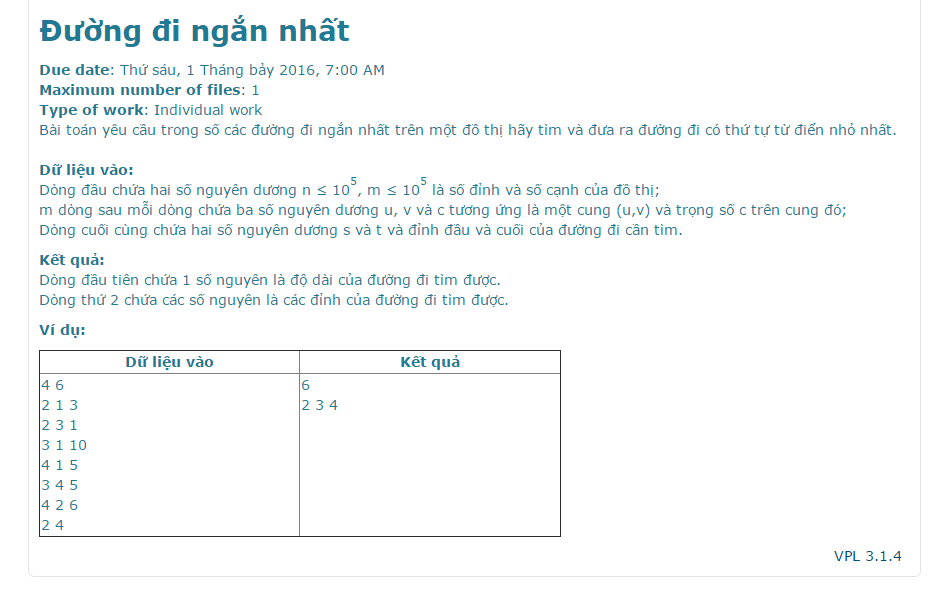 Đường đi ngắn nhất
Due date: Thứ sáu, 1 Tháng bảy 2016, 7:00 AM
Maximum number of files: 1
Type of work: Individual work
Bài toán yêu cầu trong số các đường đi ngắn nhất trên một đồ thị hãy tìm và đưa ra đường đi có thứ tự từ điển nhỏ nhất.
Dữ liệu vào:
Dòng đầu chứa hai số nguyên dương n ≤ 10⁵, m ≤ 10⁵ là số đỉnh và số cạnh của đồ thị;
m dòng sau mỗi dòng chứa ba số nguyên dương u, v và c tương ứng là một cung (u,v) và trọng số c trên cung đó;
Dòng cuối cùng chứa hai số nguyên dương s và t và đỉnh đầu và cuối của đường đi cần tìm.
Kết quả:
Dòng đầu tiên chứa 1 số nguyên là độ dài của đường đi tìm được.
Dòng thứ 2 chứa các số nguyên là các đỉnh của đường đi tìm được.
Ví dụ:
Dữ liệu vào Kết quả
4 6 6
2 1 3 2 3 4
2 3 1
3 1 10
4 1 5
3 4 5
4 2 6
2 4
VPL 3.1.4